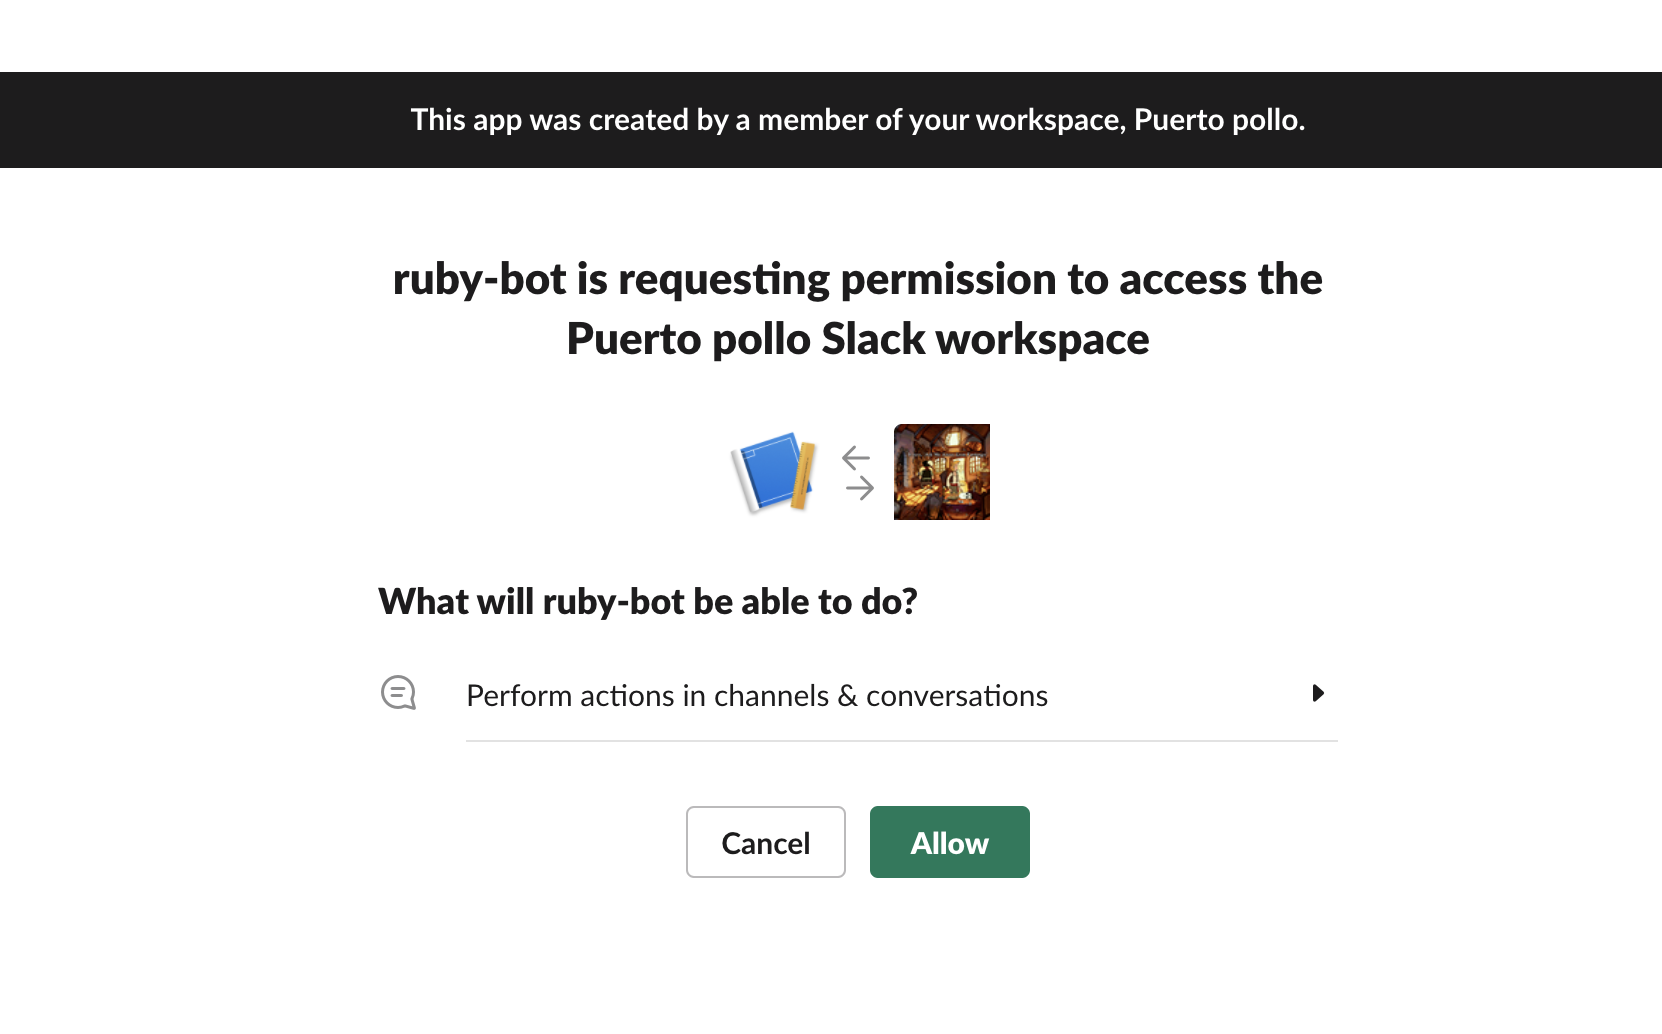 This app was created by a member of your workspace, Puerto pollo.
ruby-bot is requesting permission to access the
Puerto pollo Slack workspace
What will ruby-bot be able to do?
Perform actions in channels & conversations
Cancel
Allow